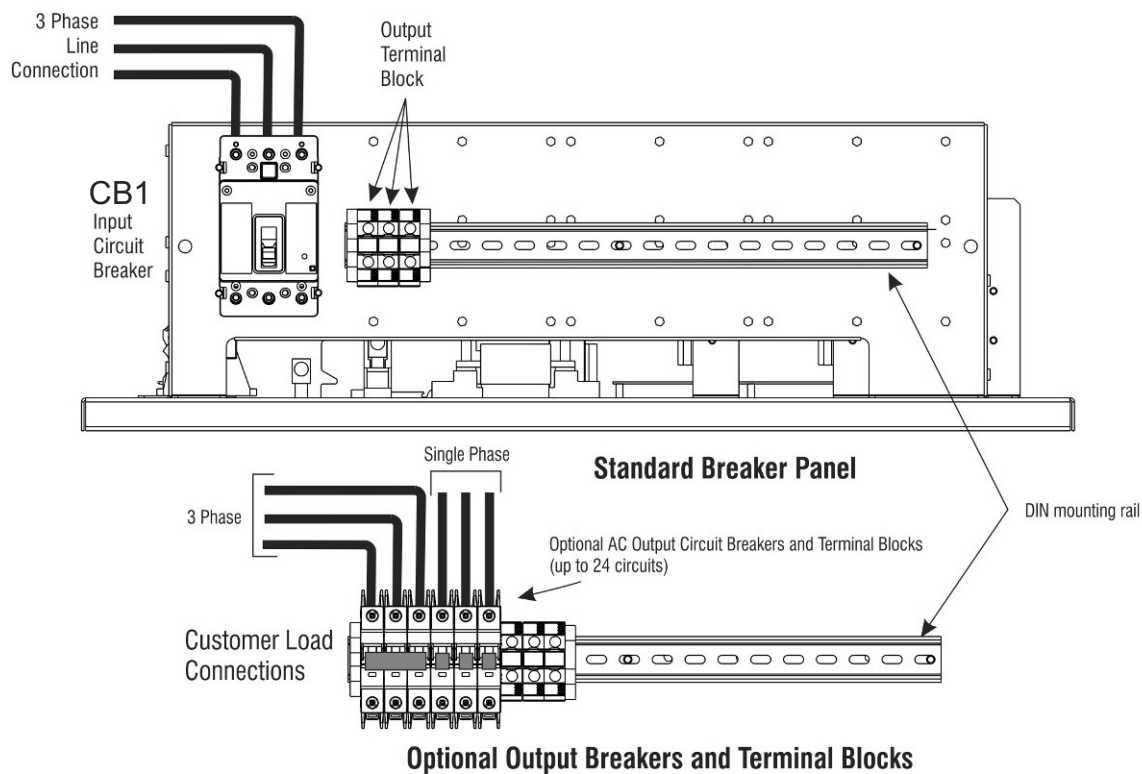 3 Phase
Line
Connection
Output
Terminal
Block
CB1
Input
Circuit
Breaker
Single Phase
Standard Breaker Panel
3 Phase
DIN mounting rail
Optional AC Output Circuit Breakers and Terminal Blocks
(up to 24 circuits)
Customer Load
Connections
Optional Output Breakers and Terminal Blocks